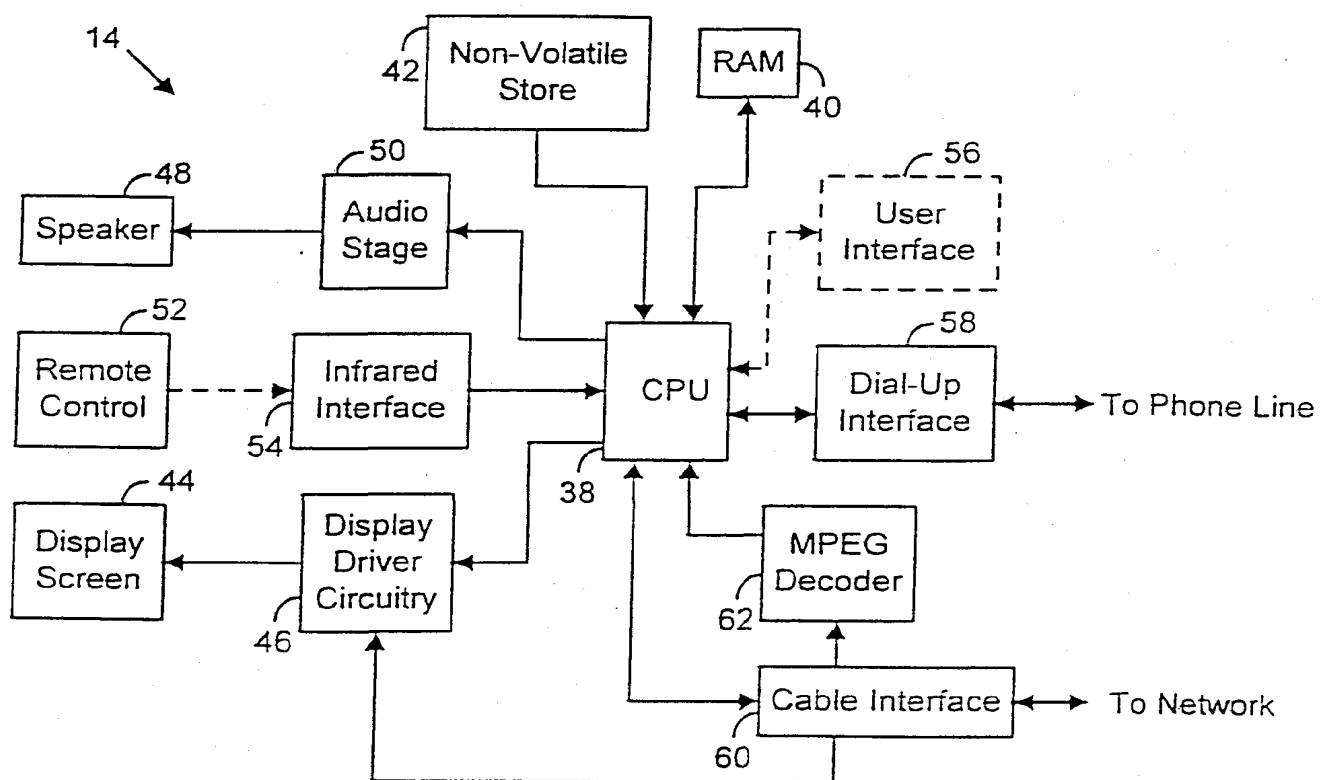 14
42
Non-Volatile
Store
RAM
40
50
48
Speaker
Audio
Stage
56
User
Interface
52
Remote
Control
54
Infrared
Interface
CPU
38
58
Dial-Up
Interface
To Phone Line
44
Display
Screen
Display
Driver
Circuitry
46
MPEG
Decoder
62
Cable Interface
60
To Network